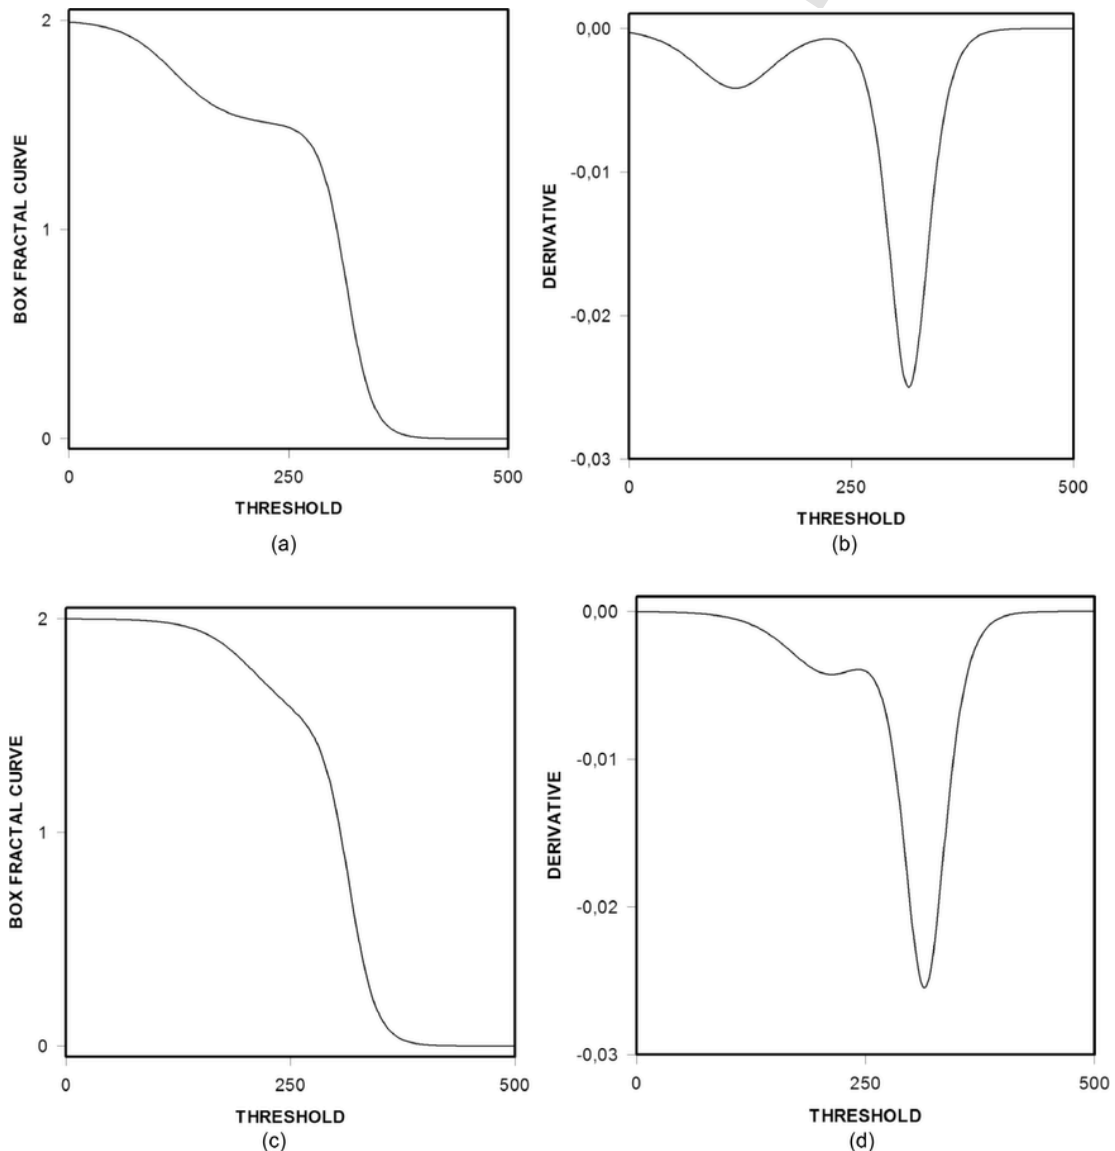 2
1
0
BOX FRACTAL CURVE
0
250
500
THRESHOLD
(a)
0,00
-0,01
-0,02
-0,03
DERIVATIVE
0
250
500
THRESHOLD
(b)
2
1
0
BOX FRACTAL CURVE
0
250
500
THRESHOLD
(c)
0,00
-0,01
-0,02
-0,03
DERIVATIVE
0
250
500
THRESHOLD
(d)